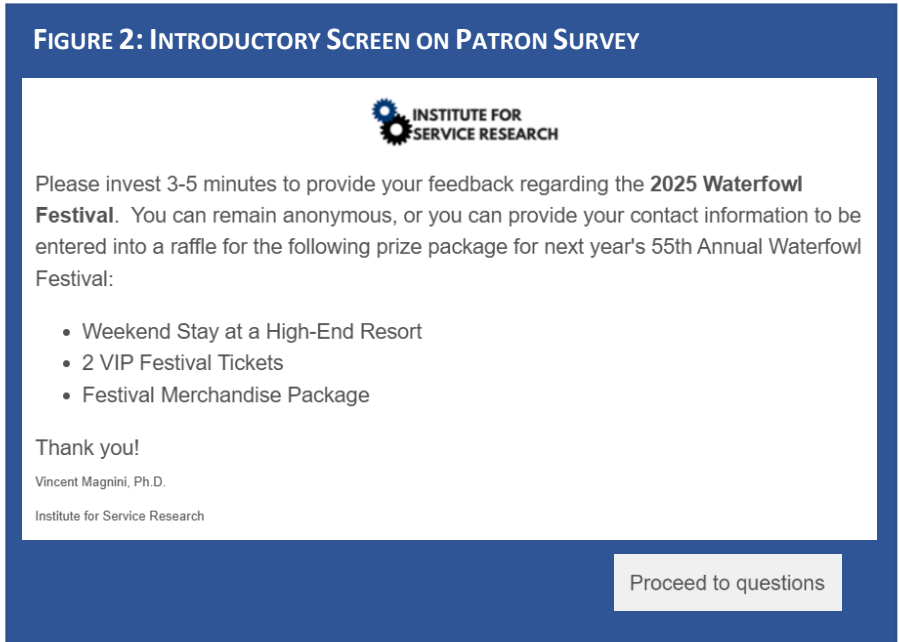 FIGURE 2: INTRODUCTORY SCREEN ON PATRON SURVEY
INSTITUTE FOR
SERVICE RESEARCH
Please invest 3-5 minutes to provide your feedback regarding the 2025 Waterfowl
Festival.  You can remain anonymous, or you can provide your contact information to be
entered into a raffle for the following prize package for next year's 55th Annual Waterfowl
Festival:
• Weekend Stay at a High-End Resort
• 2 VIP Festival Tickets
• Festival Merchandise Package
Thank you!
Vincent Magnini, Ph.D.
Institute for Service Research
Proceed to questions